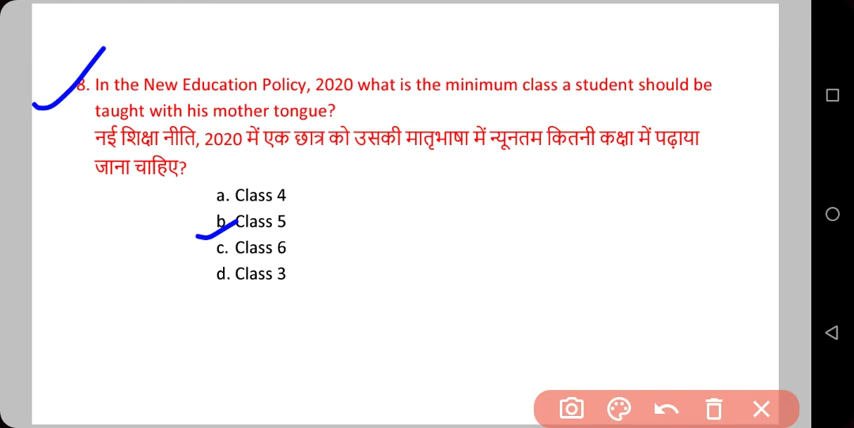 8. In the New Education Policy, 2020 what is the minimum class a student should be
taught with his mother tongue?
नई शिक्षा नीति, 2020 में एक छात्र को उसकी मातृभाषा में न्यूनतम कितनी कक्षा में पढ़ाया
जाना चाहिए?
a. Class 4
b. Class 5
c. Class 6
d. Class 3